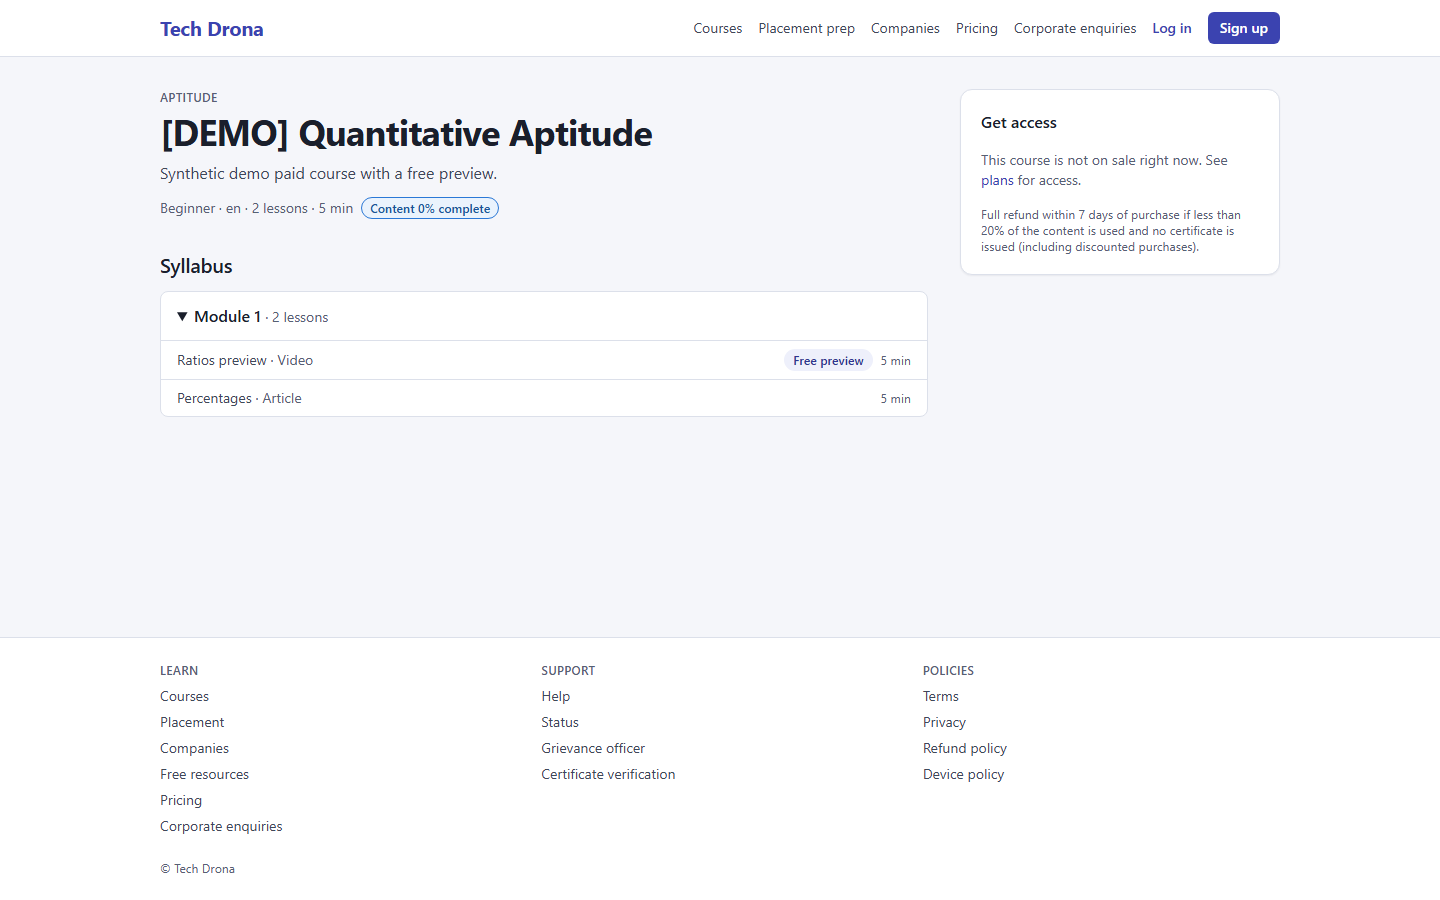 Tech Drona
Courses Placement prep Companies Pricing Corporate enquiries Log in Sign up
APTITUDE
[DEMO] Quantitative Aptitude
Synthetic demo paid course with a free preview.
Beginner · en · 2 lessons · 5 min Content 0% complete
Syllabus
▼ Module 1 · 2 lessons
Ratios preview · Video Free preview 5 min
Percentages · Article 5 min
Get access
This course is not on sale right now. See
plans for access.
Full refund within 7 days of purchase if less than
20% of the content is used and no certificate is
issued (including discounted purchases).
LEARN
Courses
Placement
Companies
Free resources
Pricing
Corporate enquiries
SUPPORT
Help
Status
Grievance officer
Certificate verification
POLICIES
Terms
Privacy
Refund policy
Device policy
© Tech Drona